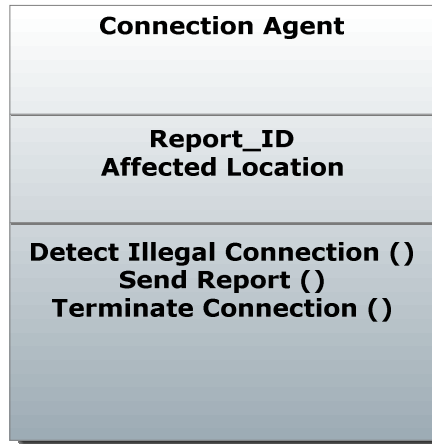 Connection Agent
Report_ID
Affected Location
Detect Illegal Connection ()
Send Report ()
Terminate Connection ()